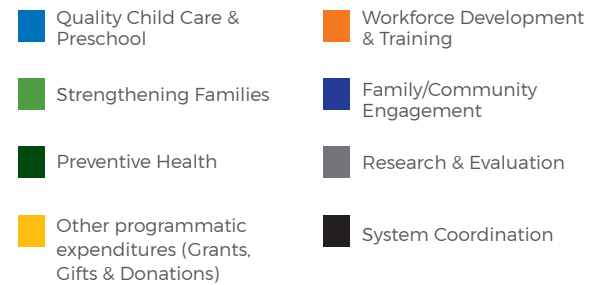 Quality Child Care &
Preschool
Strengthening Families
Preventive Health
Other programmatic
expenditures (Grants,
Gifts & Donations)
Workforce Development
& Training
Family/Community
Engagement
Research & Evaluation
System Coordination